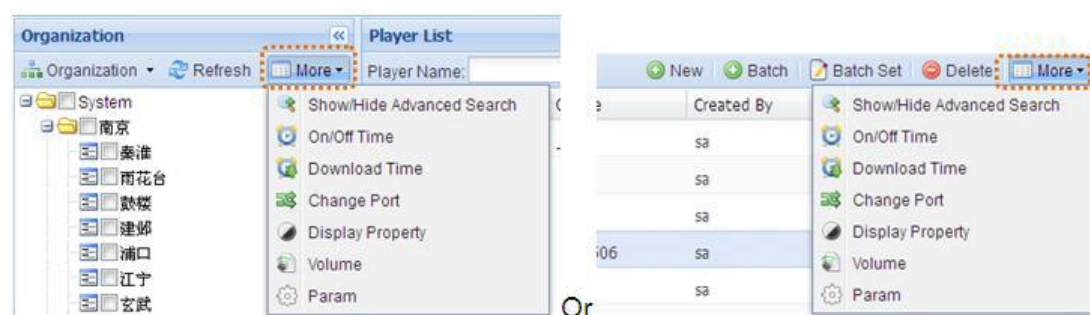 Organization
Player List
Organization Refresh More Player Name:
System
南京
秦淮
雨花台
鼓楼
建邺
浦口
江宁
玄武
Show/Hide Advanced Search
On/Off Time
Download Time
Change Port
Display Property
Volume
Param
Or
New Batch Batch Set Delete More
Created By
sa
sa
sa
606 sa
sa
Show/Hide Advanced Search
On/Off Time
Download Time
Change Port
Display Property
Volume
Param